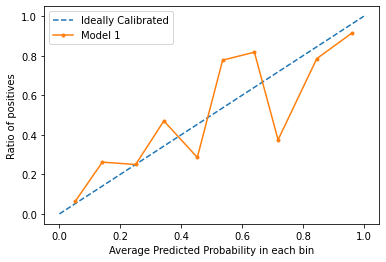 Ideally Calibrated
Model 1
1.0
0.8
0.6
0.4
0.2
0.0
Ratio of positives
0.0 0.2 0.4 0.6 0.8 1.0
Average Predicted Probability in each bin